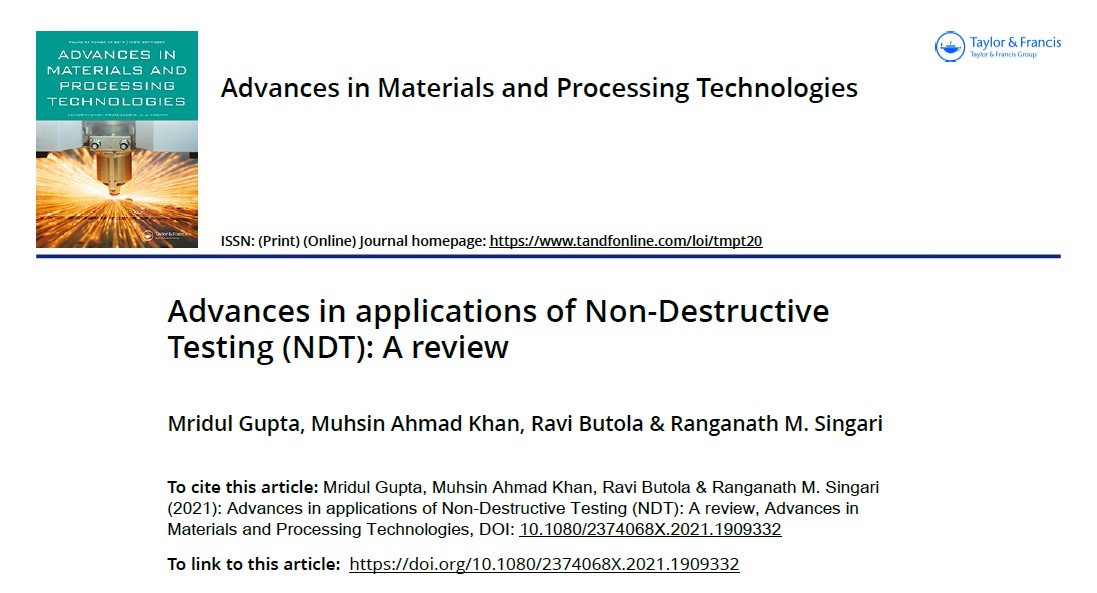 ADVANCES IN
MATERIALS AND
PROCESSING
TECHNOLOGIES
Taylor & Francis
Taylor & Francis
Taylor & Francis Group
Advances in Materials and Processing Technologies
ISSN: (Print) (Online) Journal homepage: https://www.tandfonline.com/loi/tmpt20
Advances in applications of Non-Destructive
Testing (NDT): A review
Mridul Gupta, Muhsin Ahmad Khan, Ravi Butola & Ranganath M. Singari
To cite this article: Mridul Gupta, Muhsin Ahmad Khan, Ravi Butola & Ranganath M. Singari
(2021): Advances in applications of Non-Destructive Testing (NDT): A review, Advances in
Materials and Processing Technologies, DOI: 10.1080/2374068X.2021.1909332
To link to this article: https://doi.org/10.1080/2374068X.2021.1909332